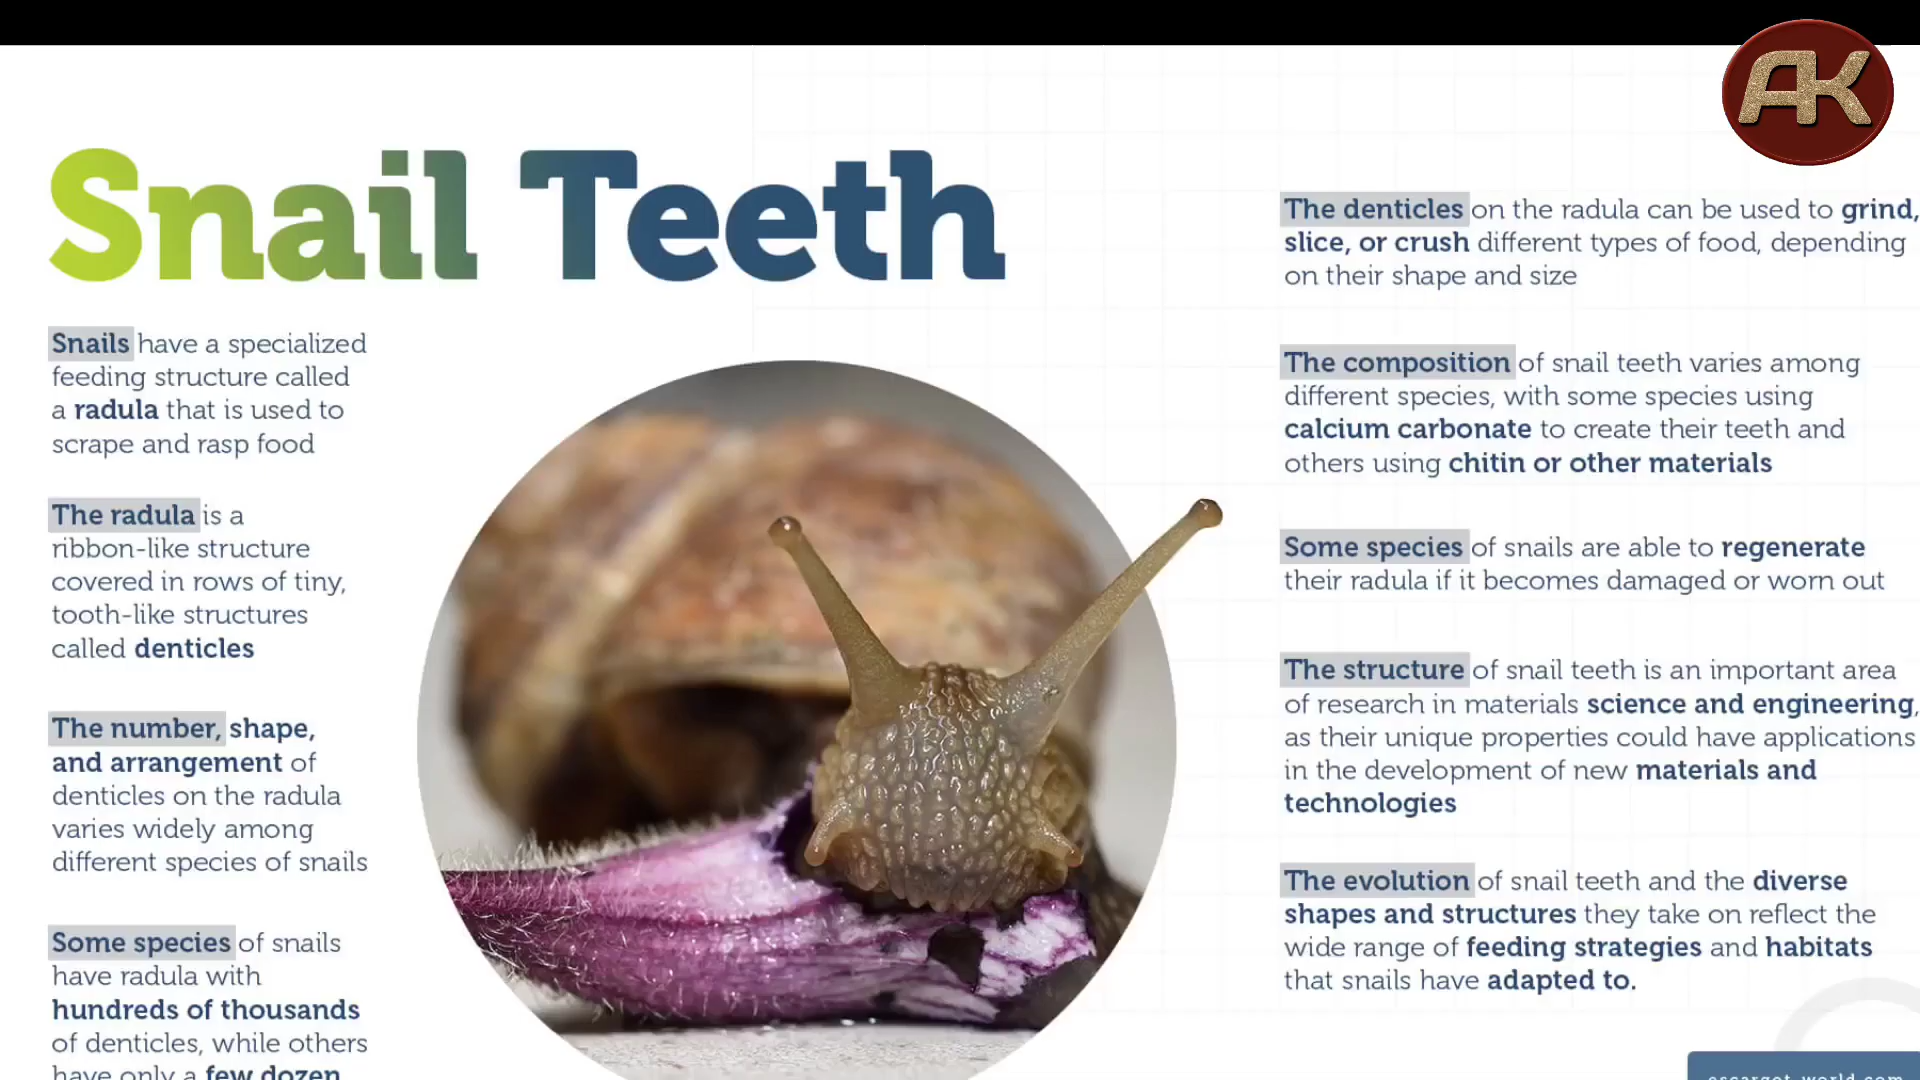 AK
Snail Teeth
Snails have a specialized
feeding structure called
a radula that is used to
scrape and rasp food
The radula is a
ribbon-like structure
covered in rows of tiny,
tooth-like structures
called denticles
The number, shape,
and arrangement of
denticles on the radula
varies widely among
different species of snails
Some species of snails
have radula with
hundreds of thousands
of denticles, while others
have only a few dozen
The denticles on the radula can be used to grind,
slice, or crush different types of food, depending
on their shape and size
The composition of snail teeth varies among
different species, with some species using
calcium carbonate to create their teeth and
others using chitin or other materials
Some species of snails are able to regenerate
their radula if it becomes damaged or worn out
The structure of snail teeth is an important area
of research in materials science and engineering,
as their unique properties could have applications
in the development of new materials and
technologies
The evolution of snail teeth and the diverse
shapes and structures they take on reflect the
wide range of feeding strategies and habitats
that snails have adapted to.
escargot-world.com